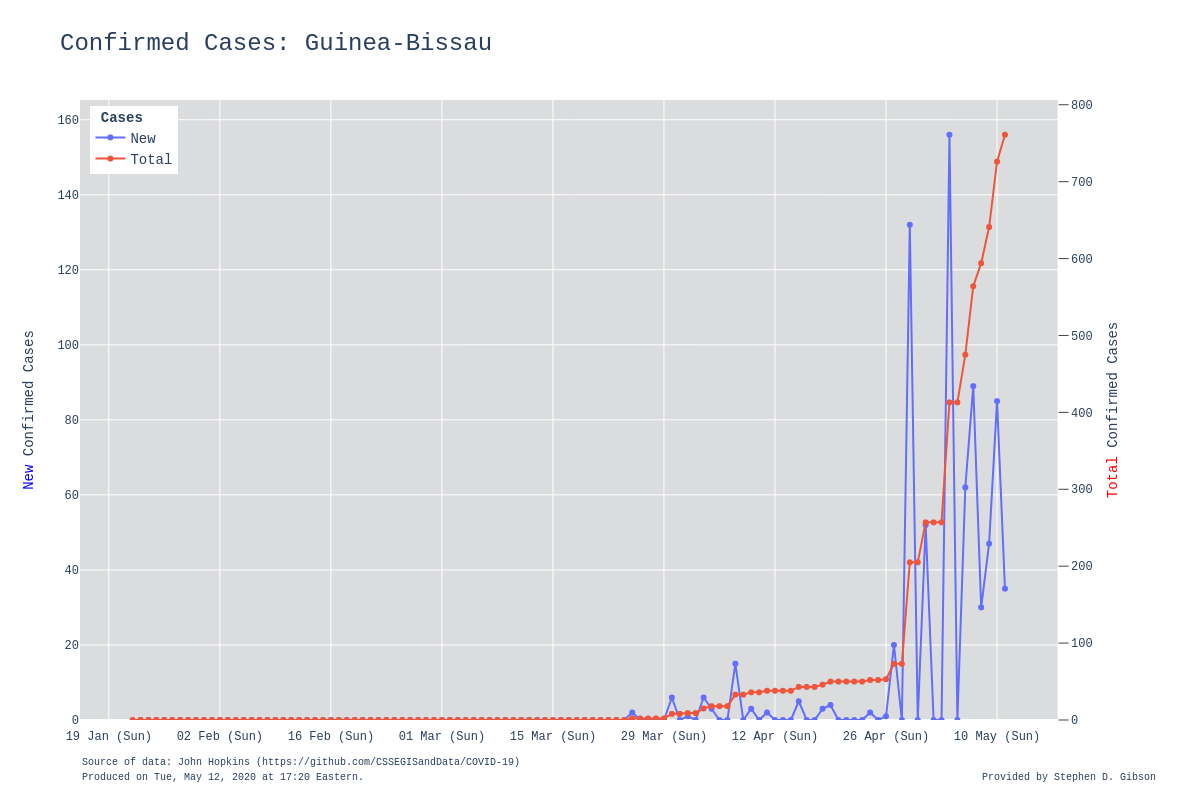 Confirmed Cases: Guinea-Bissau
Cases
New
Total
160
140
120
100
80
60
40
20
0
New Confirmed Cases
800
700
600
500
400
300
200
100
0
Total Confirmed Cases
19 Jan (Sun) 02 Feb (Sun) 16 Feb (Sun) 01 Mar (Sun) 15 Mar (Sun) 29 Mar (Sun) 12 Apr (Sun) 26 Apr (Sun) 10 May (Sun)
Source of data: John Hopkins (https://github.com/CSSEGISandData/COVID-19)
Produced on Tue, May 12, 2020 at 17:20 Eastern.
Provided by Stephen D. Gibson